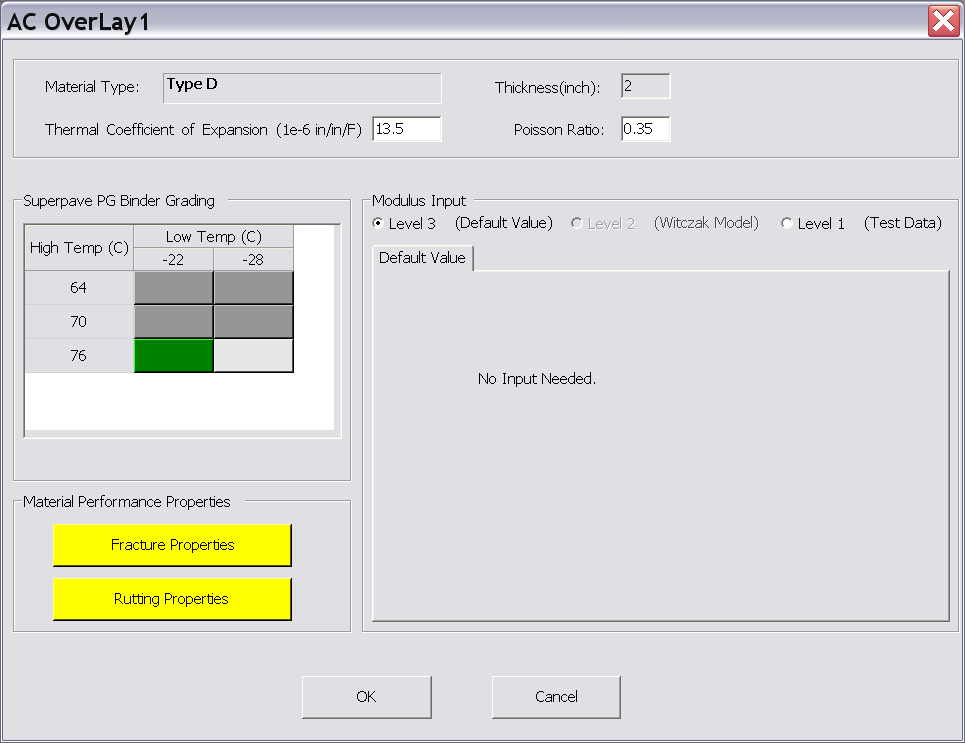 AC OverLay1
Material Type: Type D Thickness(inch): 2
Thermal Coefficient of Expansion (1e-6 in/in/F) 13.5 Poisson Ratio: 0.35
Superpave PG Binder Grading
High Temp (C) Low Temp (C)
-22 -28
64
70
76
Modulus Input
Level 3 (Default Value) Level 2 (Witczak Model) Level 1 (Test Data)
Default Value
No Input Needed.
Material Performance Properties
Fracture Properties
Rutting Properties
OK Cancel